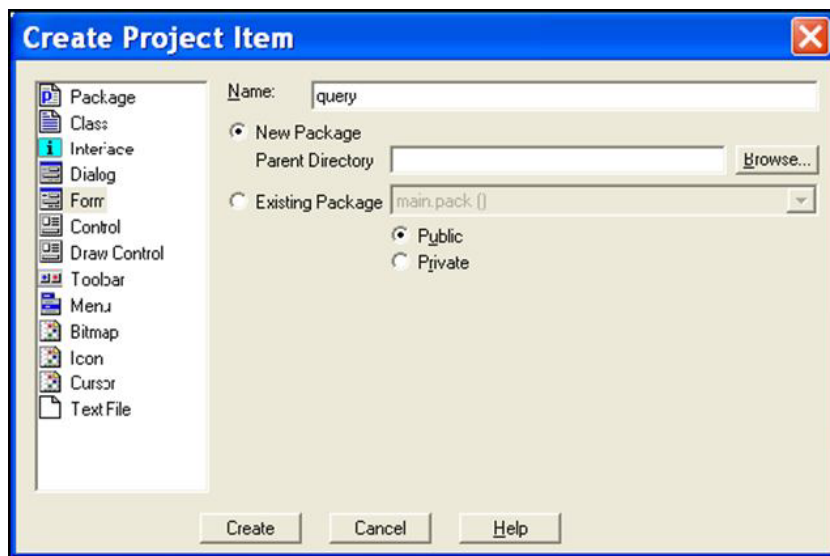 Create Project Item
Package
Class
Interface
Dialog
Form
Control
Draw Control
Toolbar
Menu
Bitmap
Icon
Cursor
Text File
Name: query
New Package
Parent Directory Browse...
Existing Package main.pack ()
Public
Private
Create Cancel Help